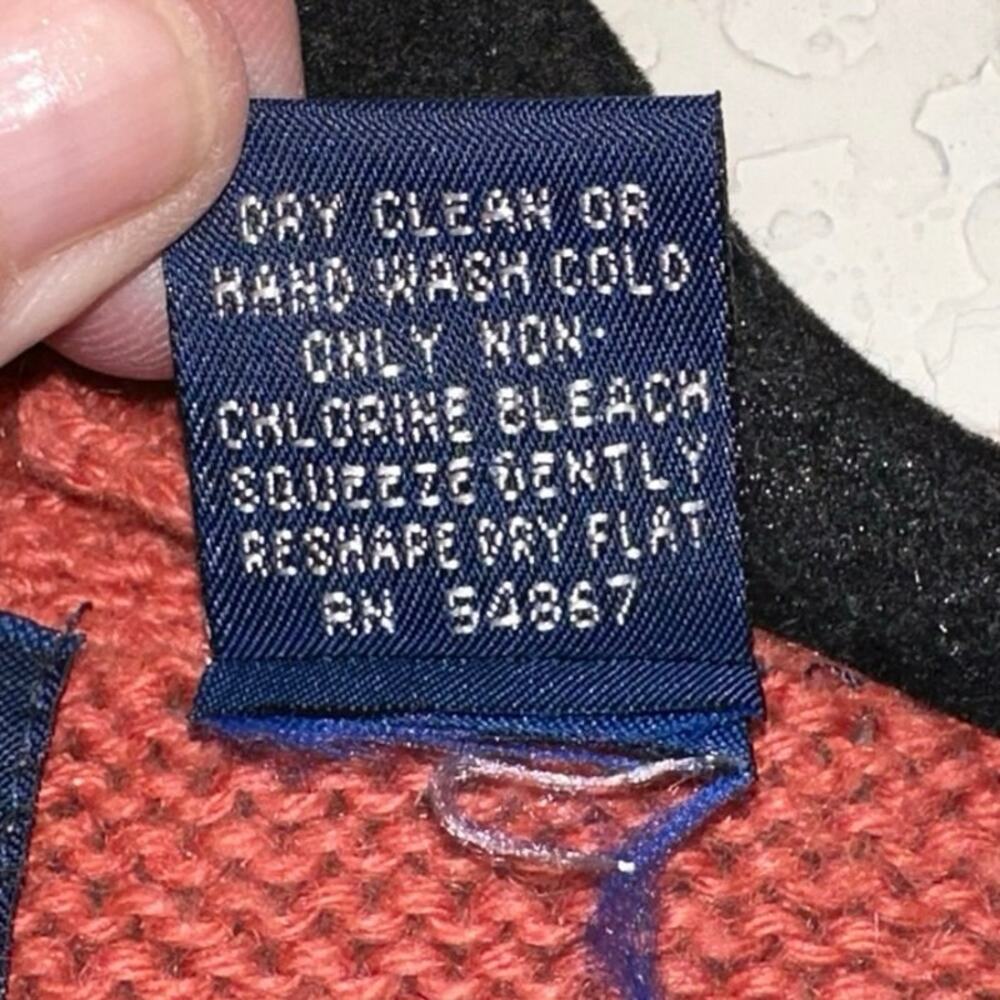 DRY CLEAN OR
HAND WASH COLD
ONLY NON-
CHLORINE BLEACH
SQUEEZE GENTLY
RESHAPE DRY FLAT
RN 54867